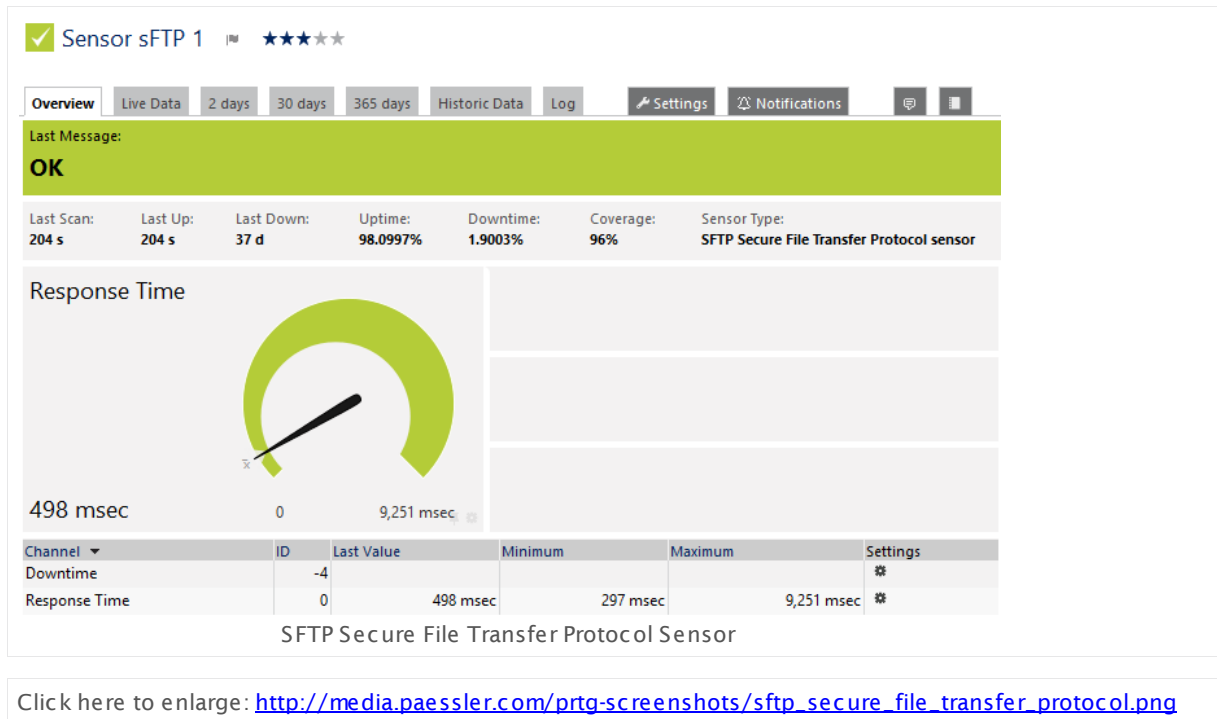 Sensor sFTP 1
Overview Live Data 2 days 30 days 365 days Historic Data Log Settings Notifications
Last Message:
OK
Last Scan: Last Up: Last Down: Uptime: Downtime: Coverage: Sensor Type:
204 s 204 s 37 d 98.0997% 1.9003% 96% SFTP Secure File Transfer Protocol sensor
Response Time
x̄
498 msec 0 9,251 msec
Channel ID Last Value Minimum Maximum Settings
Downtime -4
Response Time 0 498 msec 297 msec 9,251 msec
SFTP Secure File Transfer Protocol Sensor
Click here to enlarge: http://media.paessler.com/prtg-screenshots/sftp_secure_file_transfer_protocol.png